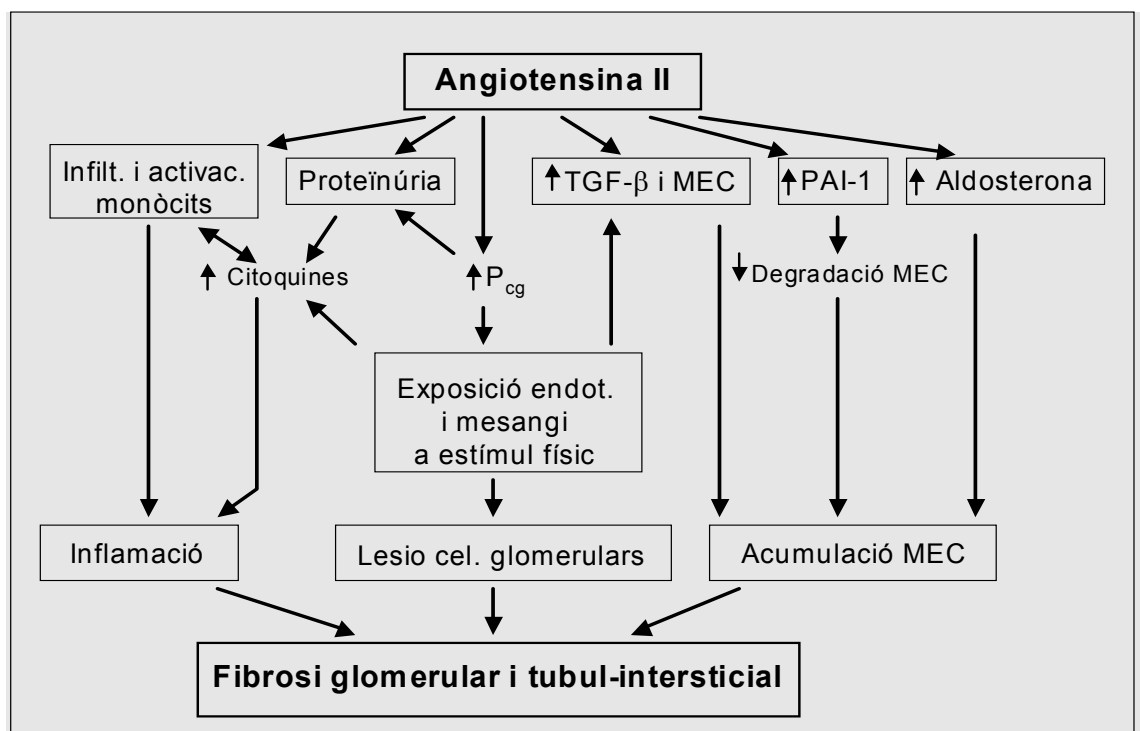 Angiotensina II
Infilt. i activac.
monòcits
Proteïnúria
↑TGF-β i MEC
↑PAI-1
↑ Aldosterona
↑ Citoquines
↑Pcg
↓Degradació MEC
Exposició endot.
i mesangi
a estímul físic
Inflamació
Lesio cel. glomerulars
Acumulació MEC
Fibrosi glomerular i tubul-intersticial